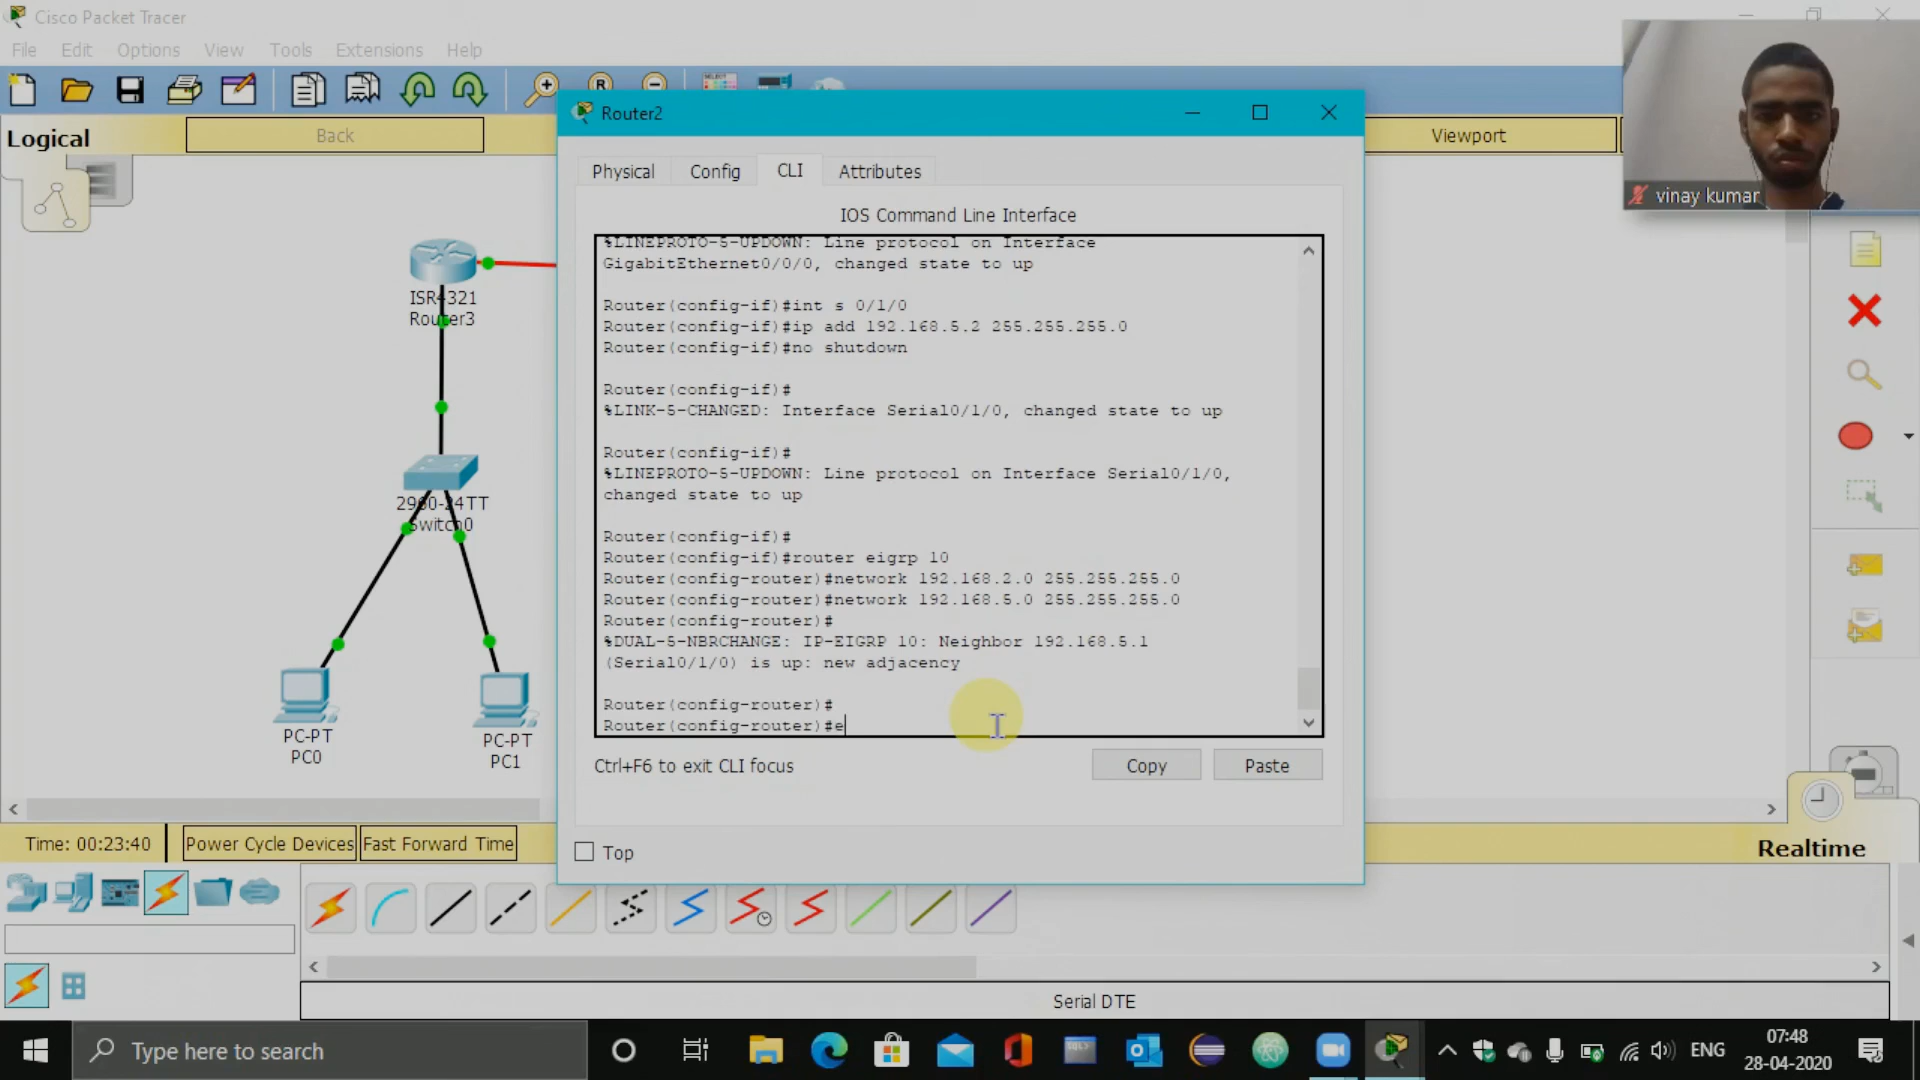 Cisco Packet Tracer
File Edit Options View Tools Extensions Help
Logical
Back
Viewport
vinay kumar
ISR4321
Router3
2960-24TT
Switch0
PC-PT
PC0
PC-PT
PC1
Router2
Physical Config CLI Attributes
IOS Command Line Interface
%LINEPROTO-5-UPDOWN: Line protocol on Interface
GigabitEthernet0/0/0, changed state to up
Router(config-if)#int s 0/1/0
Router(config-if)#ip add 192.168.5.2 255.255.255.0
Router(config-if)#no shutdown
Router(config-if)#
%LINK-5-CHANGED: Interface Serial0/1/0, changed state to up
Router(config-if)#
%LINEPROTO-5-UPDOWN: Line protocol on Interface Serial0/1/0,
changed state to up
Router(config-if)#
Router(config-if)#router eigrp 10
Router(config-router)#network 192.168.2.0 255.255.255.0
Router(config-router)#network 192.168.5.0 255.255.255.0
Router(config-router)#
%DUAL-5-NBRCHANGE: IP-EIGRP 10: Neighbor 192.168.5.1
(Serial0/1/0) is up: new adjacency
Router(config-router)#
Router(config-router)#e
Ctrl+F6 to exit CLI focus
Copy
Paste
Top
Time: 00:23:40
Power Cycle Devices
Fast Forward Time
Realtime
Serial DTE
Type here to search
ENG
07:48
28-04-2020